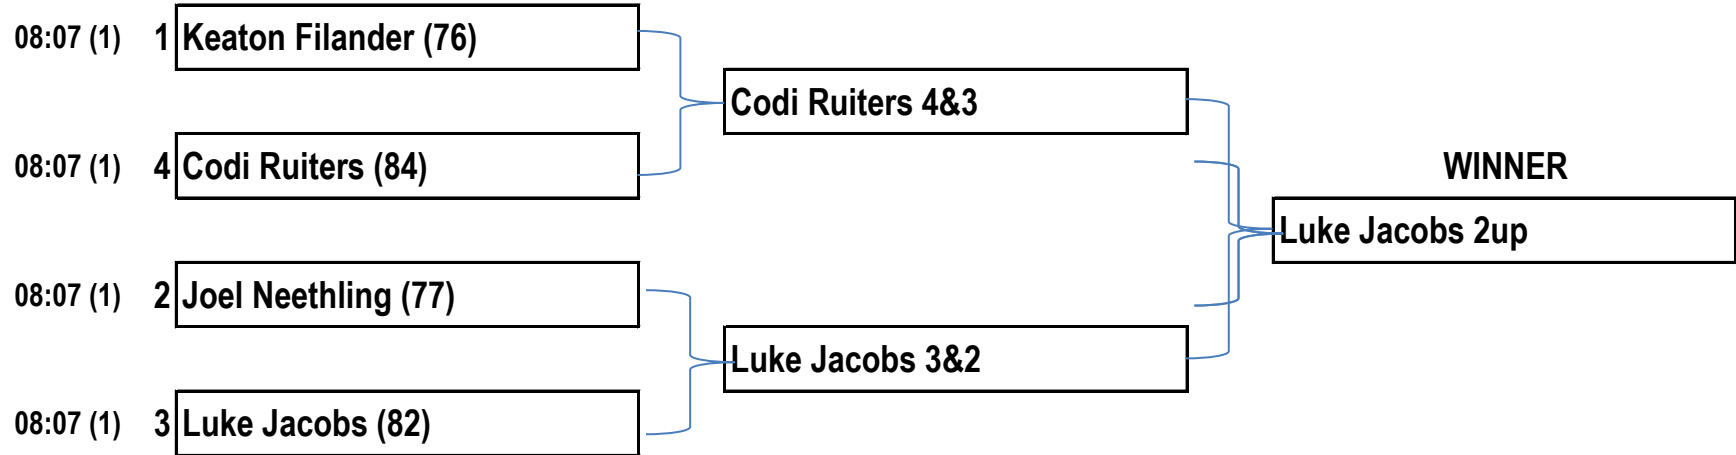 08:07 (1) 1 Keaton Filander (76)
Codi Ruiters 4&3
08:07 (1) 4 Codi Ruiters (84)
WINNER
Luke Jacobs 2up
08:07 (1) 2 Joel Neethling (77)
Luke Jacobs 3&2
08:07 (1) 3 Luke Jacobs (82)